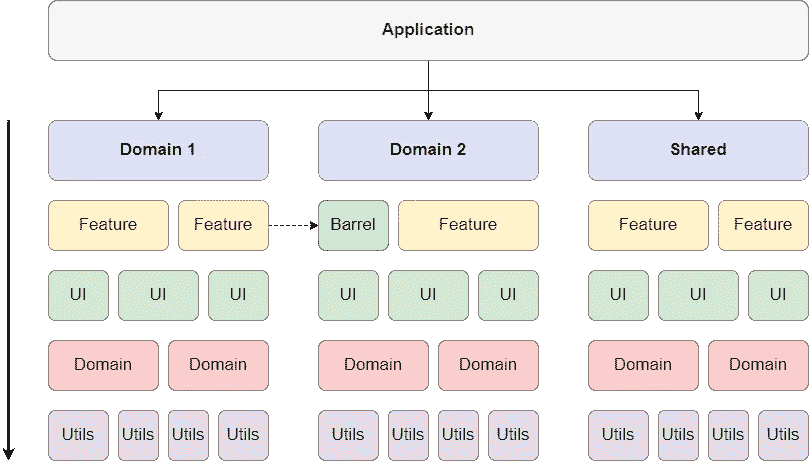 Application
Domain 1 Domain 2 Shared
Feature Feature Barrel Feature Feature Feature
UI UI UI UI UI UI UI UI UI
Domain Domain Domain Domain Domain Domain
Utils Utils Utils Utils Utils Utils Utils Utils Utils Utils Utils Utils